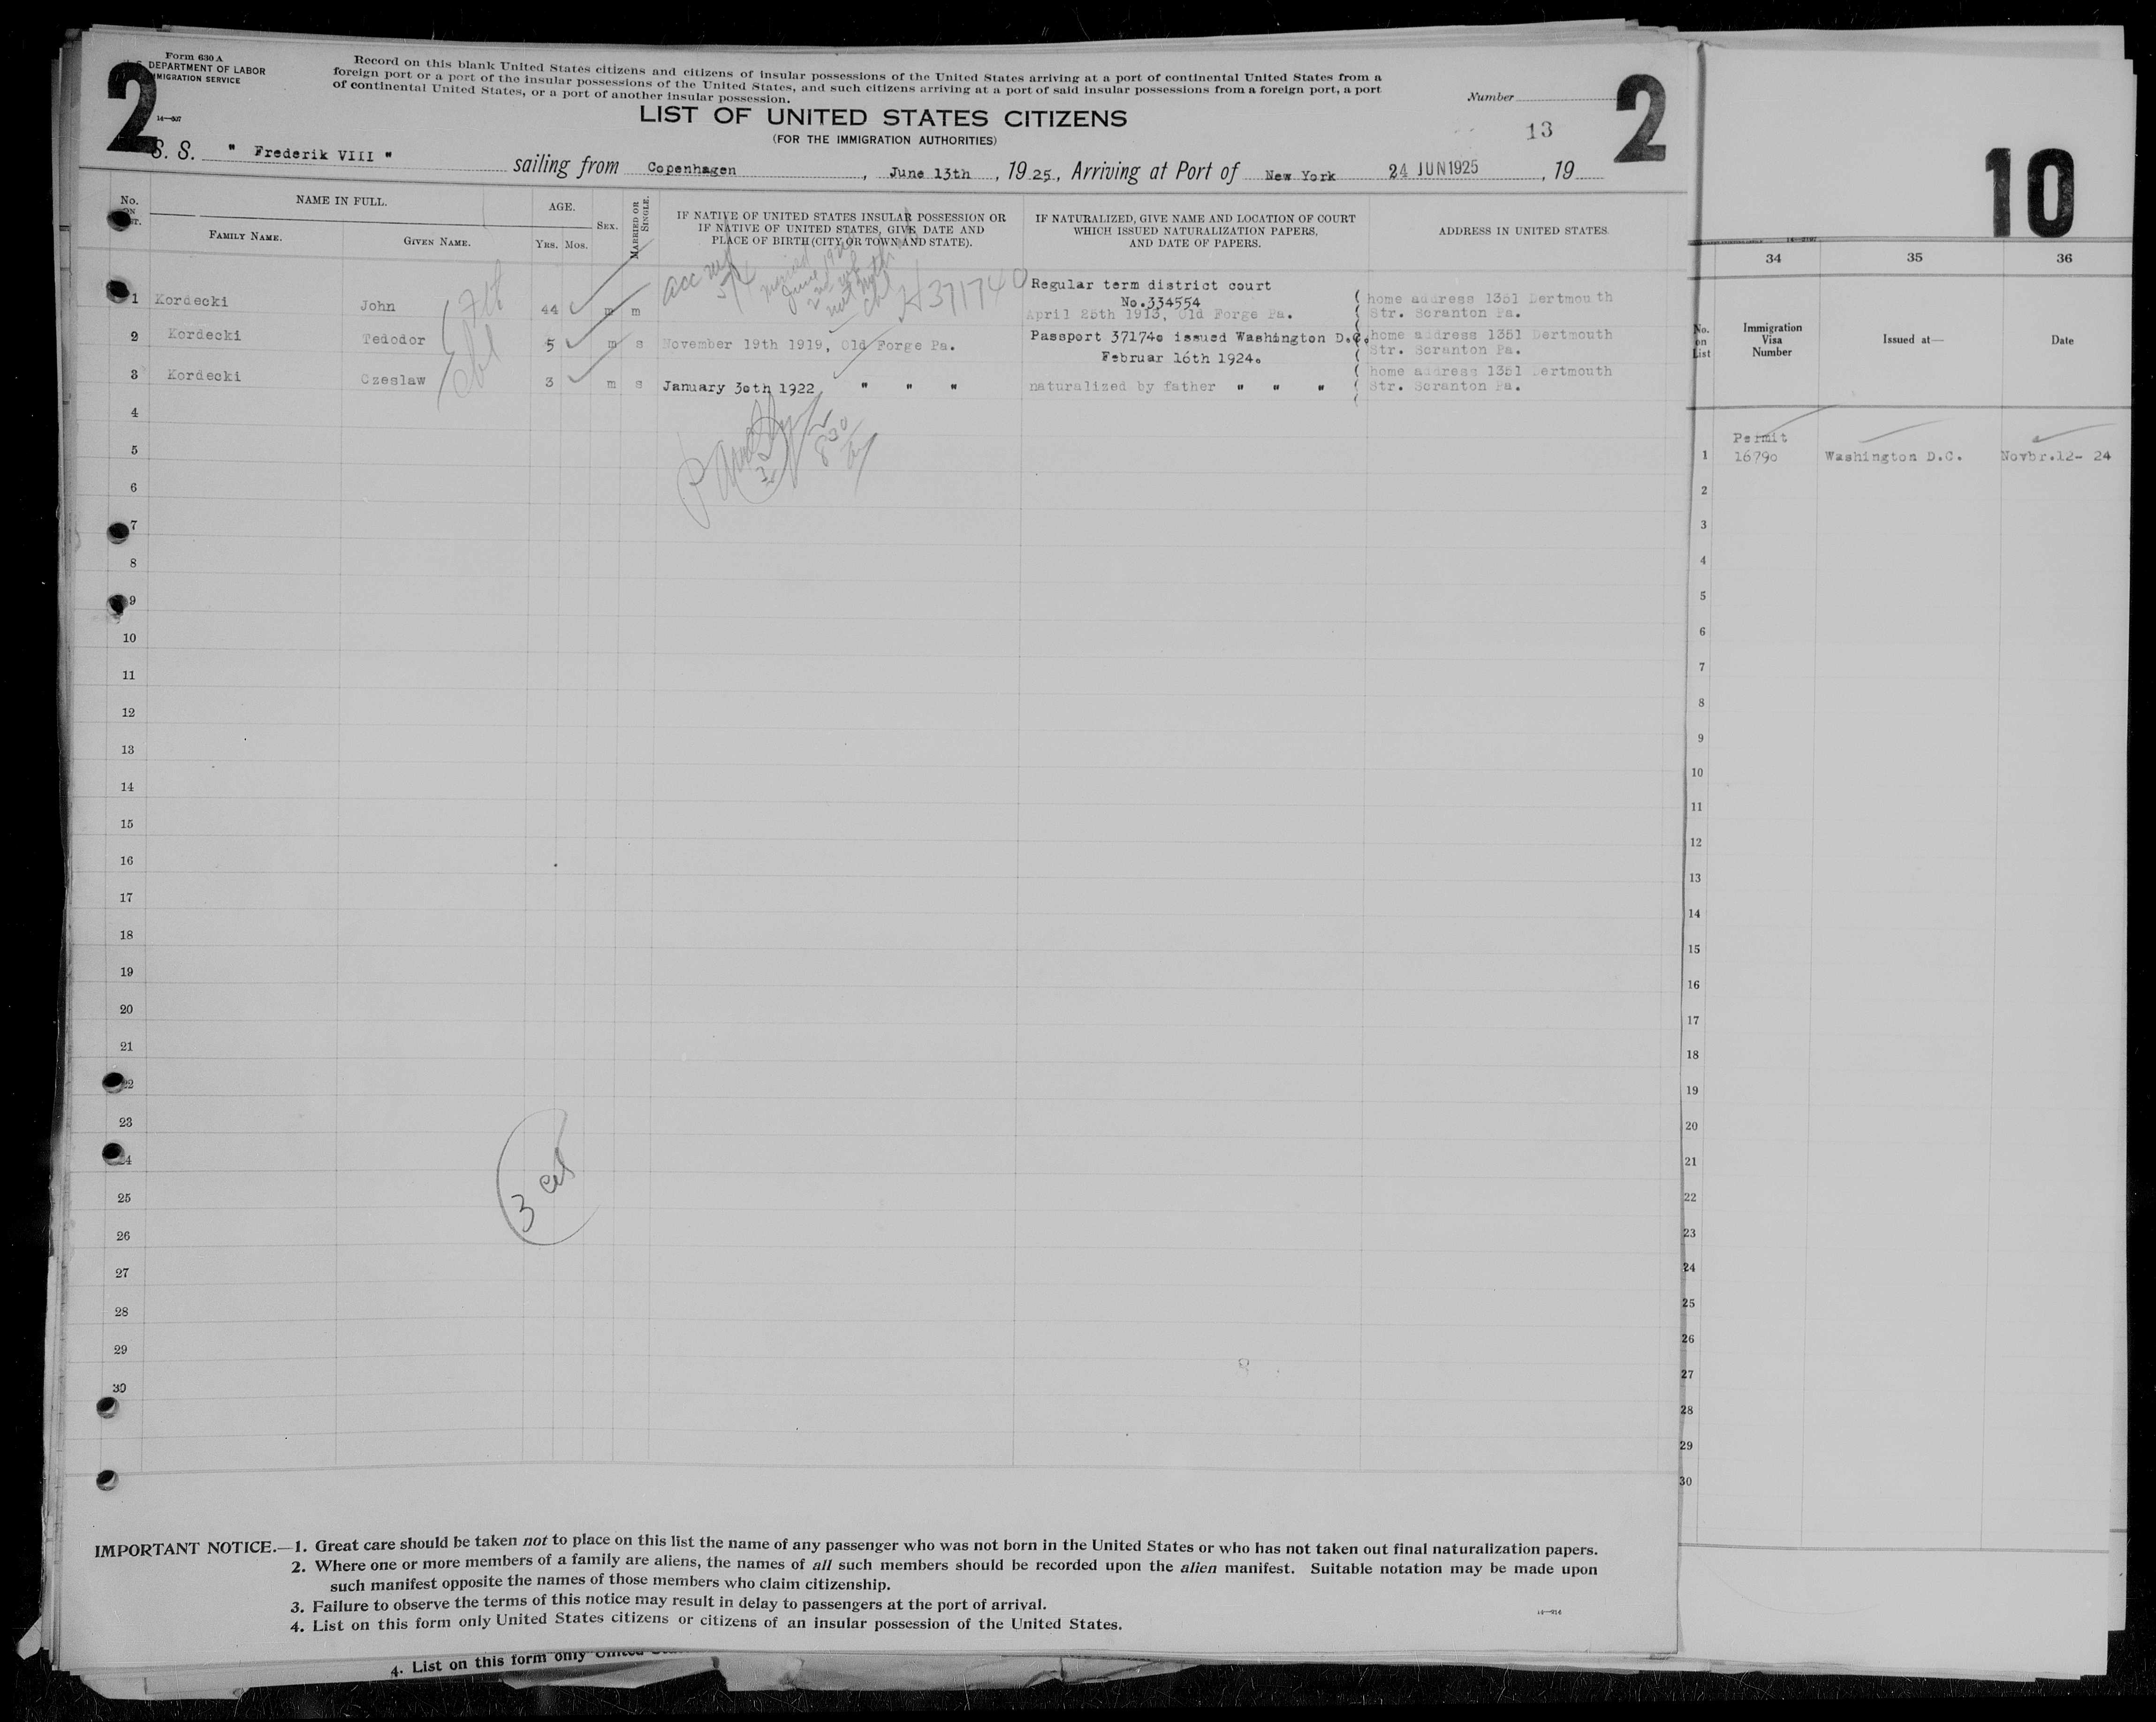 2
Form 630 A
DEPARTMENT OF LABOR
IMMIGRATION SERVICE
14—507
Record on this blank United States citizens and citizens of insular possessions of the United States arriving at a port of continental United States from a
foreign port or a port of the insular possessions of the United States, and such citizens arriving at a port of said insular possessions from a foreign port, a port
of continental United States, or a port of another insular possession.
Number
2
LIST OF UNITED STATES CITIZENS
(FOR THE IMMIGRATION AUTHORITIES)
13
S. S. " Frederik VIII " sailing from Copenhagen, June 13th, 1925, Arriving at Port of New York 24 JUN 1925, 19
No. ON LIST.
NAME IN FULL.
FAMILY NAME. GIVEN NAME.
AGE.
YRS. MOS.
SEX.
MARRIED OR SINGLE.
IF NATIVE OF UNITED STATES INSULAR POSSESSION OR
IF NATIVE OF UNITED STATES, GIVE DATE AND
PLACE OF BIRTH (CITY OR TOWN AND STATE).
IF NATURALIZED, GIVE NAME AND LOCATION OF COURT
WHICH ISSUED NATURALIZATION PAPERS,
AND DATE OF PAPERS.
ADDRESS IN UNITED STATES.
#371740
1 Kordecki John 44 m m
Regular term district court
No.334554
April 25th 1913, Old Forge Pa.
home address 1351 Dertmouth
Str. Scranton Pa.
2 Kordecki Tedodor 5 m s November 19th 1919, Old Forge Pa.
Passport 371740 issued Washington D.C.
Februar 16th 1924.
home address 1351 Dertmouth
Str. Scranton Pa.
3 Kordecki Czeslaw 3 m s January 30th 1922 " " "
naturalized by father " " "
home address 1351 Dertmouth
Str. Scranton Pa.
4
5
6
7
8
9
10
11
12
13
14
15
16
17
18
19
20
21
22
23
24
25
26
27
28
29
30
IMPORTANT NOTICE.—1. Great care should be taken not to place on this list the name of any passenger who was not born in the United States or who has not taken out final naturalization papers.
2. Where one or more members of a family are aliens, the names of all such members should be recorded upon the alien manifest. Suitable notation may be made upon
such manifest opposite the names of those members who claim citizenship.
3. Failure to observe the terms of this notice may result in delay to passengers at the port of arrival.
4. List on this form only United States citizens or citizens of an insular possession of the United States.
4. List on this form only United
10
34 35 36
No. on List
Immigration Visa Number
Issued at—
Date
Permit
1 16790 Washington D.C. Novbr.12- 24
2
3
4
5
6
7
8
9
10
11
12
13
14
15
16
17
18
19
20
21
22
23
24
25
26
27
28
29
30